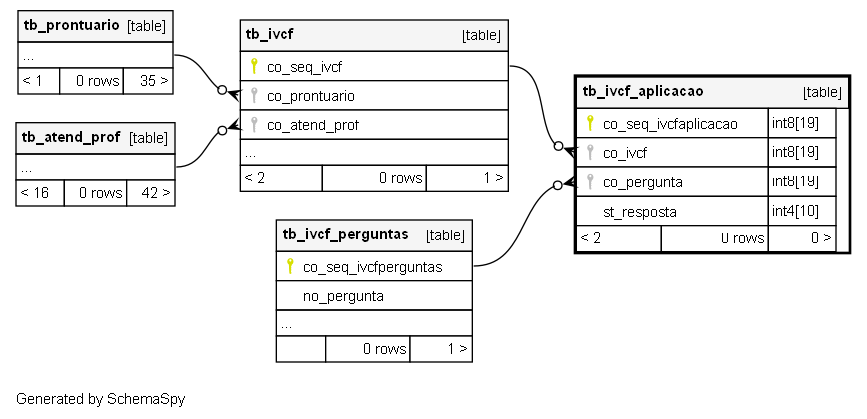 tb_prontuario [table]
...
< 1 0 rows 35 >
tb_atend_prof [table]
...
< 16 0 rows 42 >
tb_ivcf [table]
co_seq_ivcf
co_prontuario
co_atend_prof
...
< 2 0 rows 1 >
tb_ivcf_perguntas [table]
co_seq_ivcfperguntas
no_pergunta
...
0 rows 1 >
tb_ivcf_aplicacao [table]
co_seq_ivcfaplicacao int8[19]
co_ivcf int8[19]
co_pergunta int8[19]
st_resposta int4[10]
< 2 0 rows 0 >
Generated by SchemaSpy